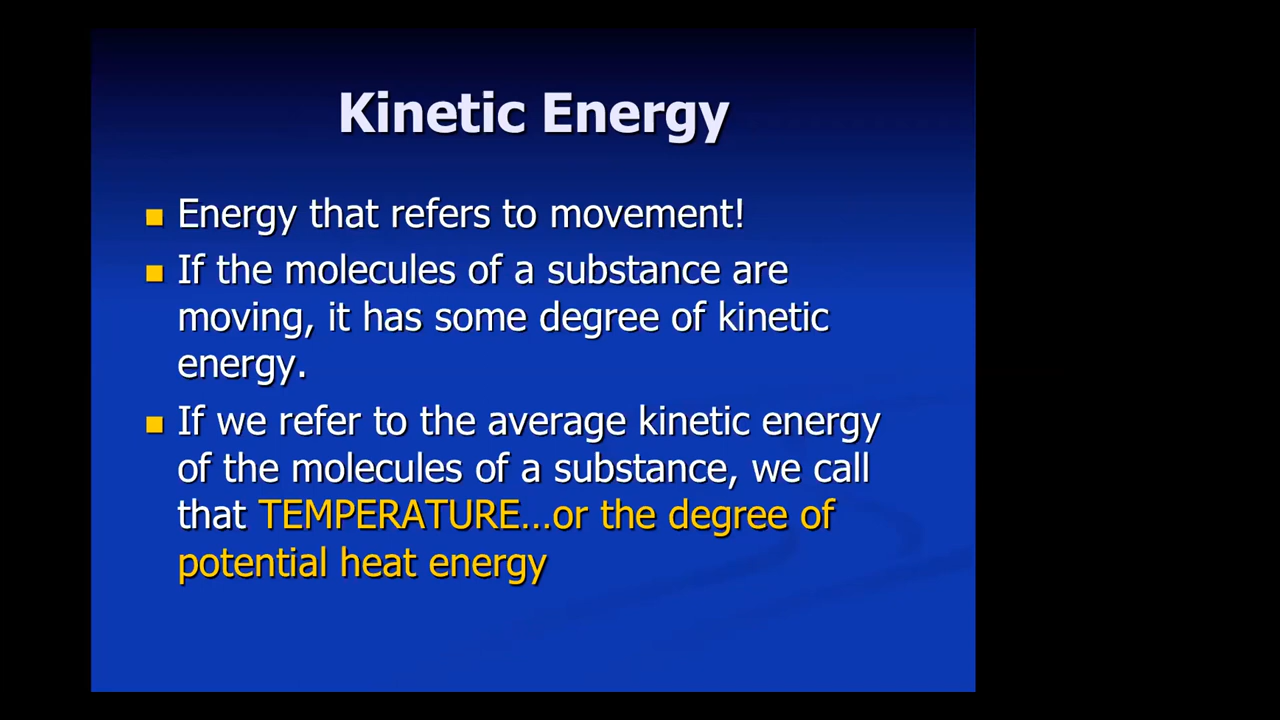 Kinetic Energy
Energy that refers to movement!
If the molecules of a substance are
moving, it has some degree of kinetic
energy.
If we refer to the average kinetic energy
of the molecules of a substance, we call
that TEMPERATURE...or the degree of
potential heat energy